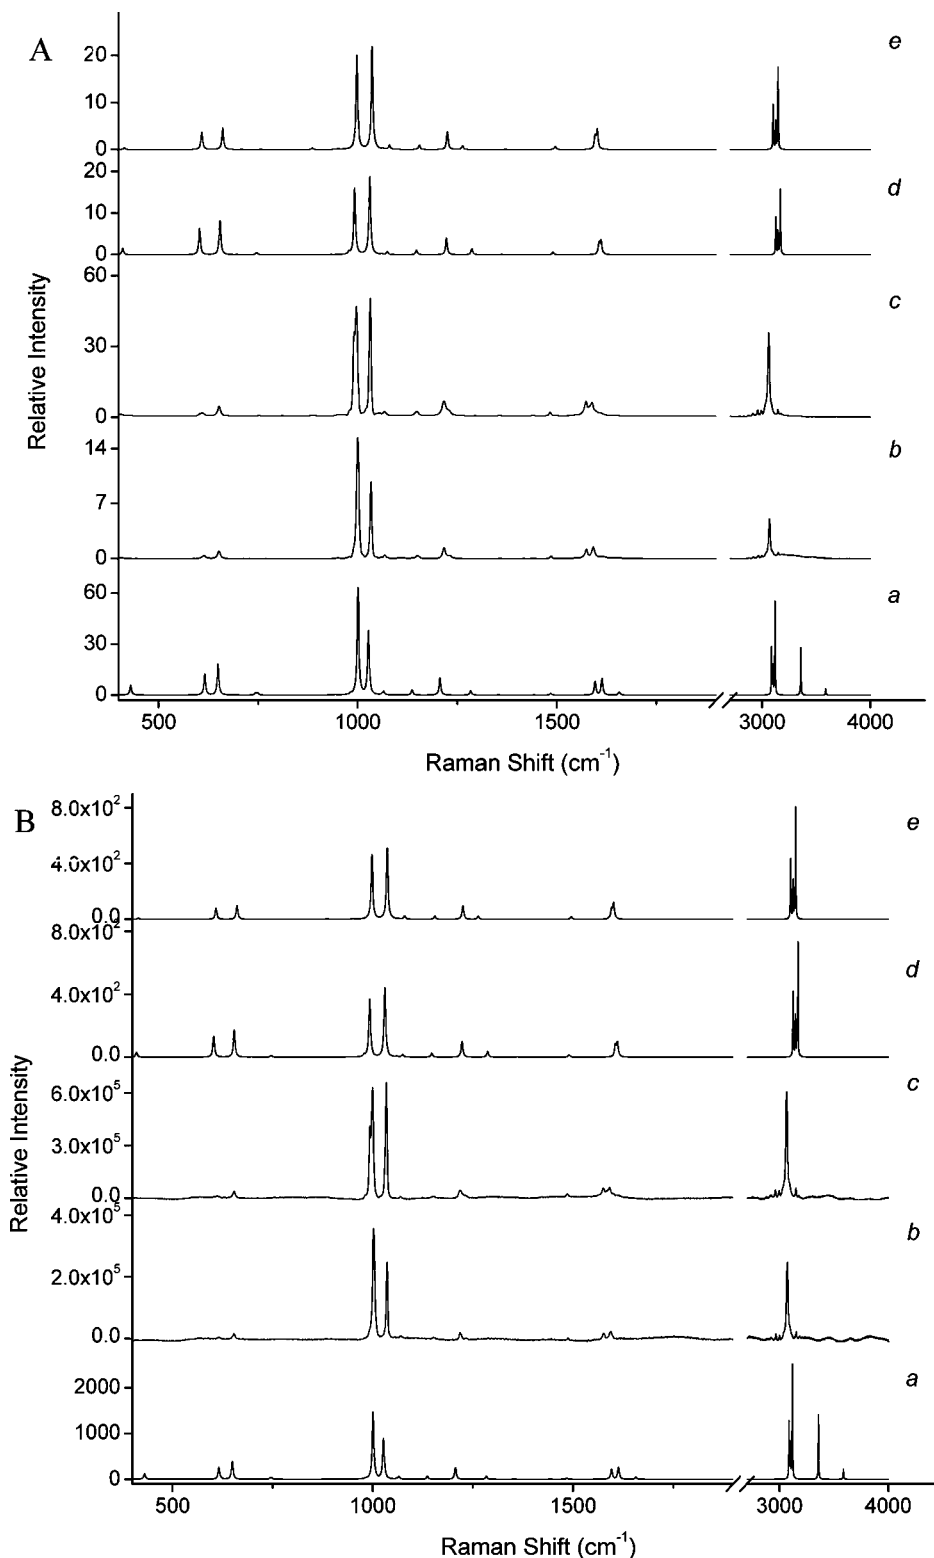 A
e
20
10
0
d
20
10
0
c
60
30
0
b
14
7
0
a
60
30
0
Relative Intensity
500 1000 1500 3000 4000
Raman Shift (cm⁻¹)
B
e
8.0x10²
4.0x10²
0.0
d
8.0x10²
4.0x10²
0.0
c
6.0x10⁵
3.0x10⁵
0.0
b
4.0x10⁵
2.0x10⁵
0.0
a
2000
1000
0
Relative Intensity
500 1000 1500 3000 4000
Raman Shift (cm⁻¹)